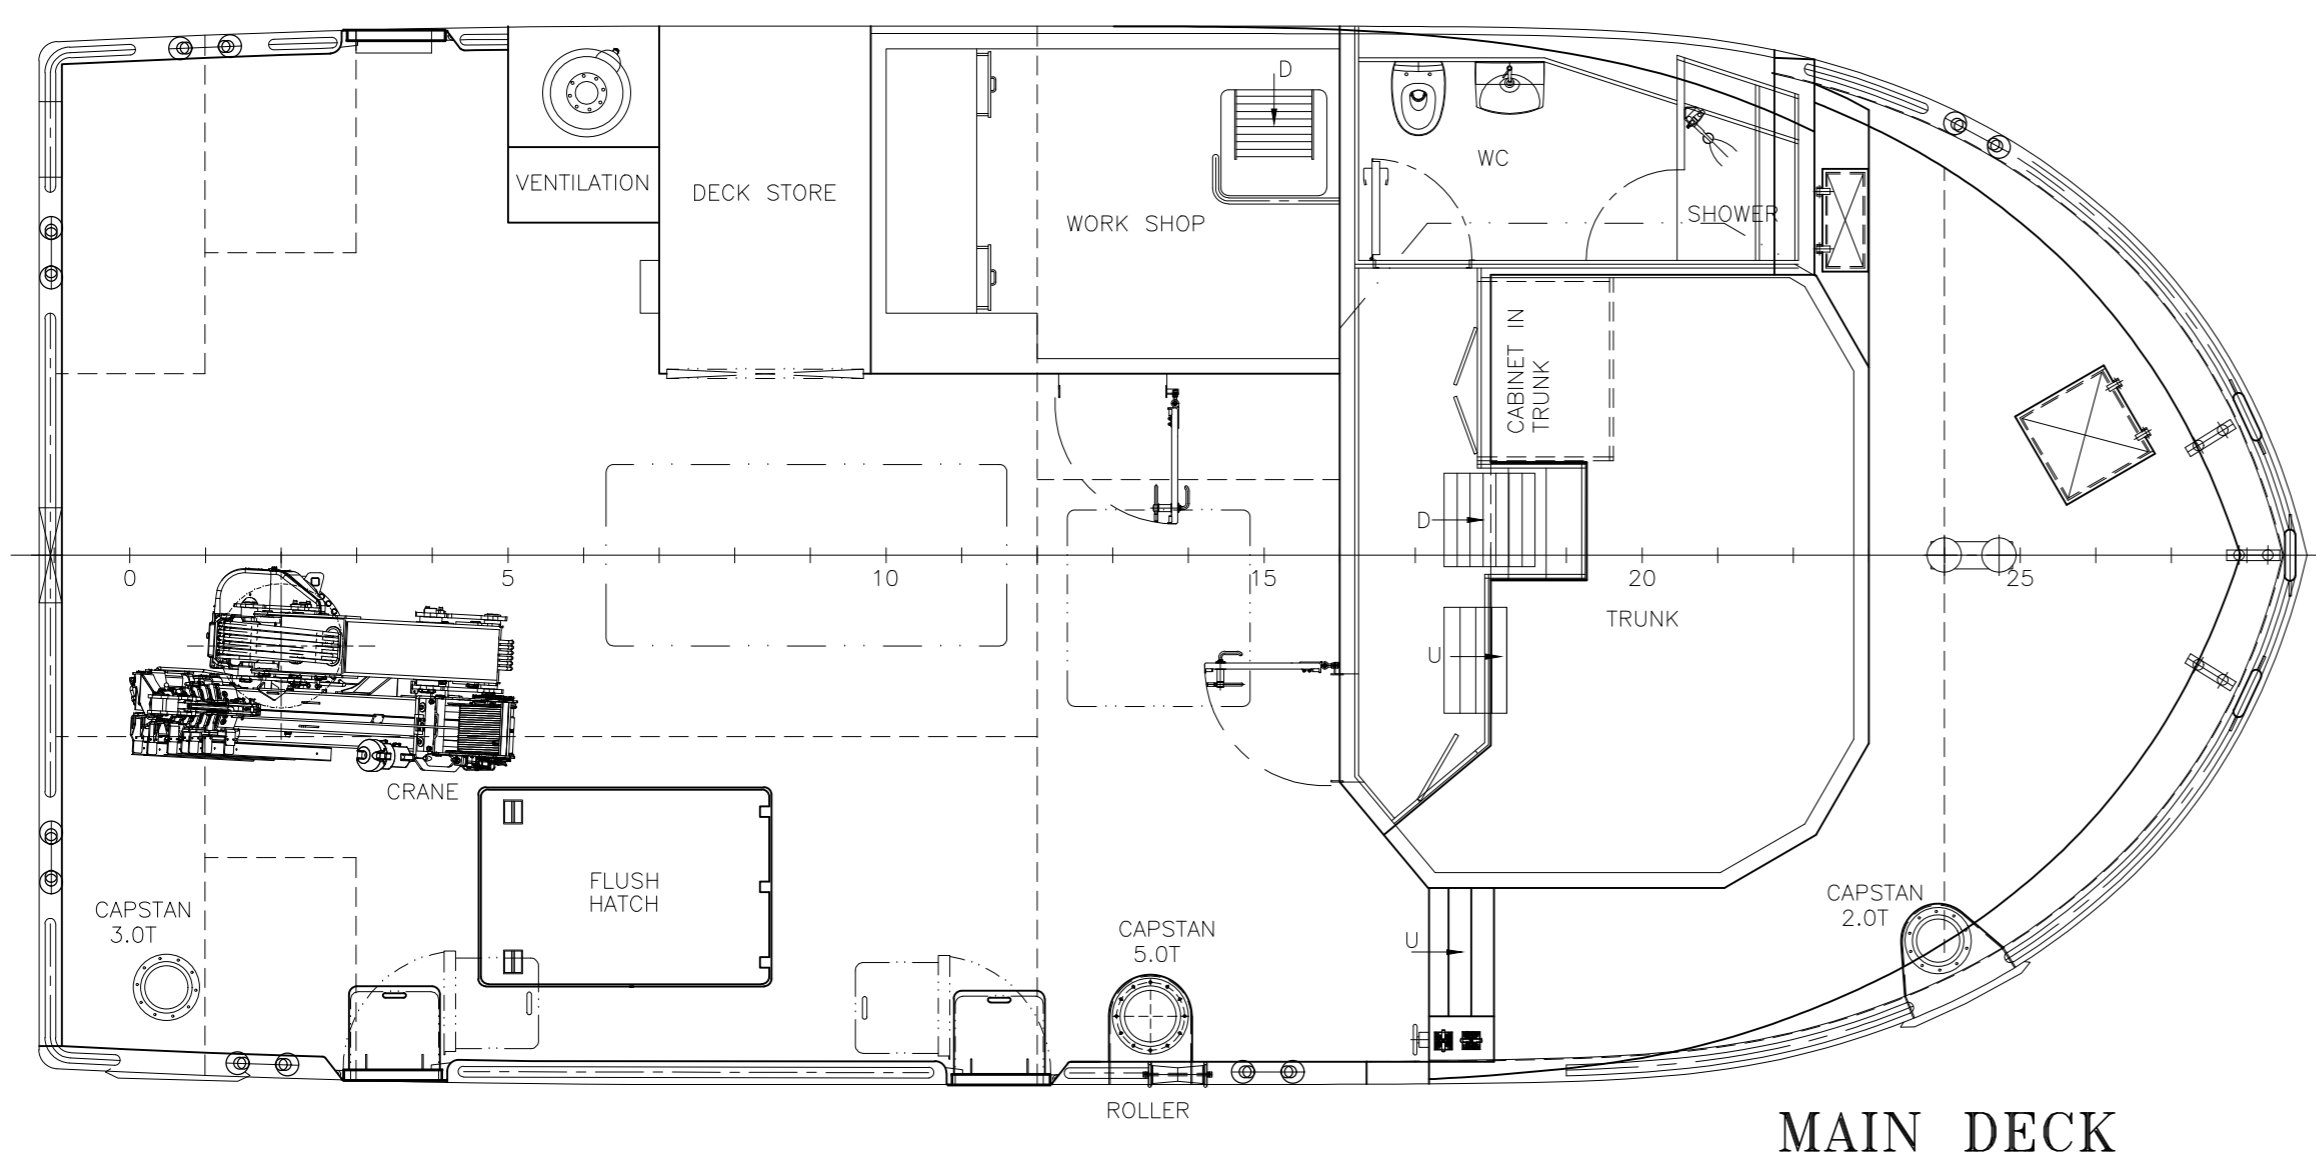 D
VENTILATION
DECK STORE
WORK SHOP
WC
SHOWER
CABINET IN
TRUNK
D
0
5
10
15
20
25
TRUNK
U
CRANE
FLUSH
HATCH
CAPSTAN
3.0T
CAPSTAN
5.0T
CAPSTAN
2.0T
U
ROLLER
MAIN DECK